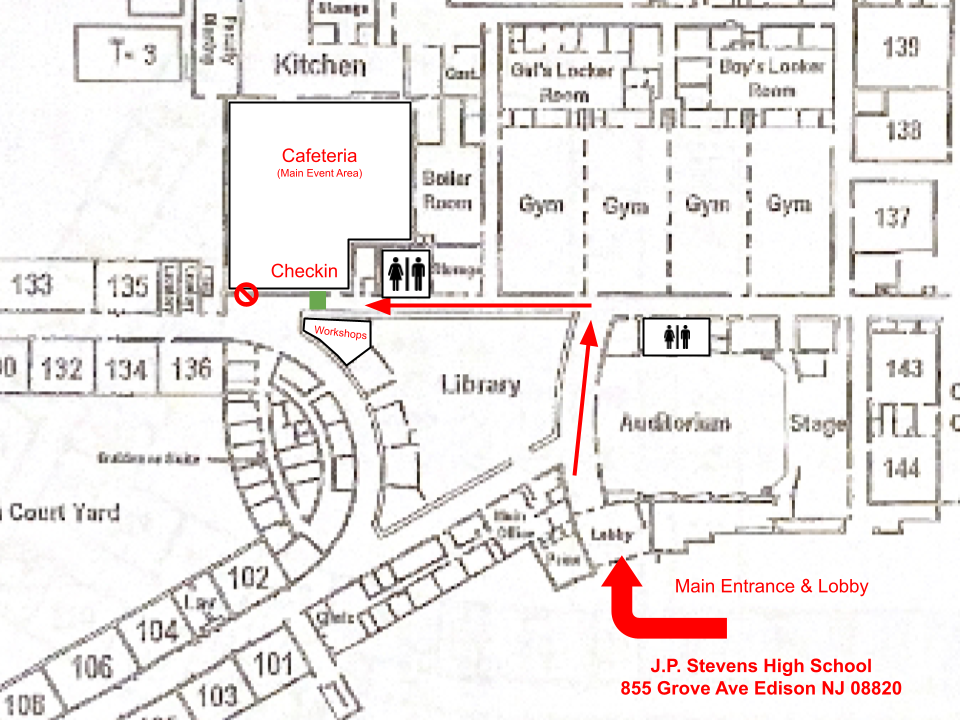 Storage
T- 3
Faculty
Dining
Kitchen
Cust.
Gal's Locker
Room
Boy's Locker
Room
139
138
Cafeteria
(Main Event Area)
Boiler
Room
Gym
Gym
Gym
Gym
137
Checkin
Storage
133
135
Workshops
132
134
136
Library
Auditorium
Stage
143
144
Guidance Suite
Court Yard
Main
Office
Lobby
Princ
102
Lav
104
106
108
101
103
Clinic
Main Entrance & Lobby
J.P. Stevens High School
855 Grove Ave Edison NJ 08820